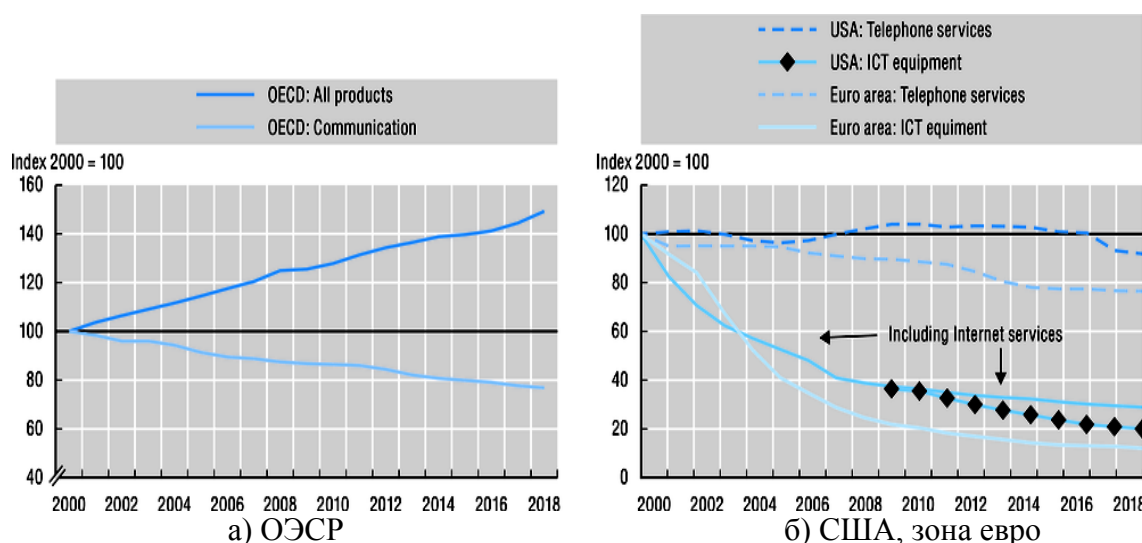 OECD: All products
OECD: Communication
Index 2000 = 100
160
140
120
100
80
60
40
2000 2002 2004 2006 2008 2010 2012 2014 2016 2018
а) ОЭСР
USA: Telephone services
USA: ICT equipment
Euro area: Telephone services
Euro area: ICT equiment
Index 2000 = 100
120
100
80
60
40
20
0
Including Internet services
2000 2002 2004 2006 2008 2010 2012 2014 2016 2018
б) США, зона евро